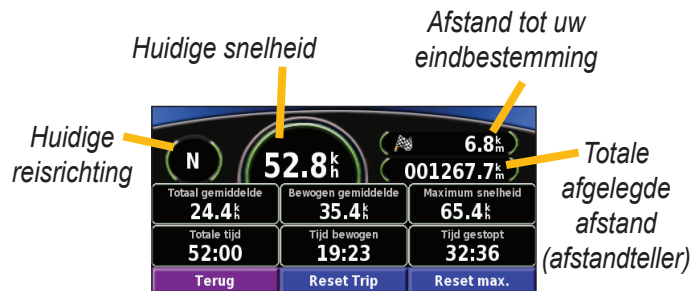 Huidige snelheid
Afstand tot uw
eindbestemming
Huidige
reisrichting
N
52.8 k/h
6.8 k/m
001267.7 k/m
Totale
afgelegde
afstand
(afstandteller)
Totaal gemiddelde
Bewogen gemiddelde
Maximum snelheid
24.4 k/h
35.4 k/h
65.4 k/h
Totale tijd
Tijd bewogen
Tijd gestopt
52:00
19:23
32:36
Terug
Reset Trip
Reset max.